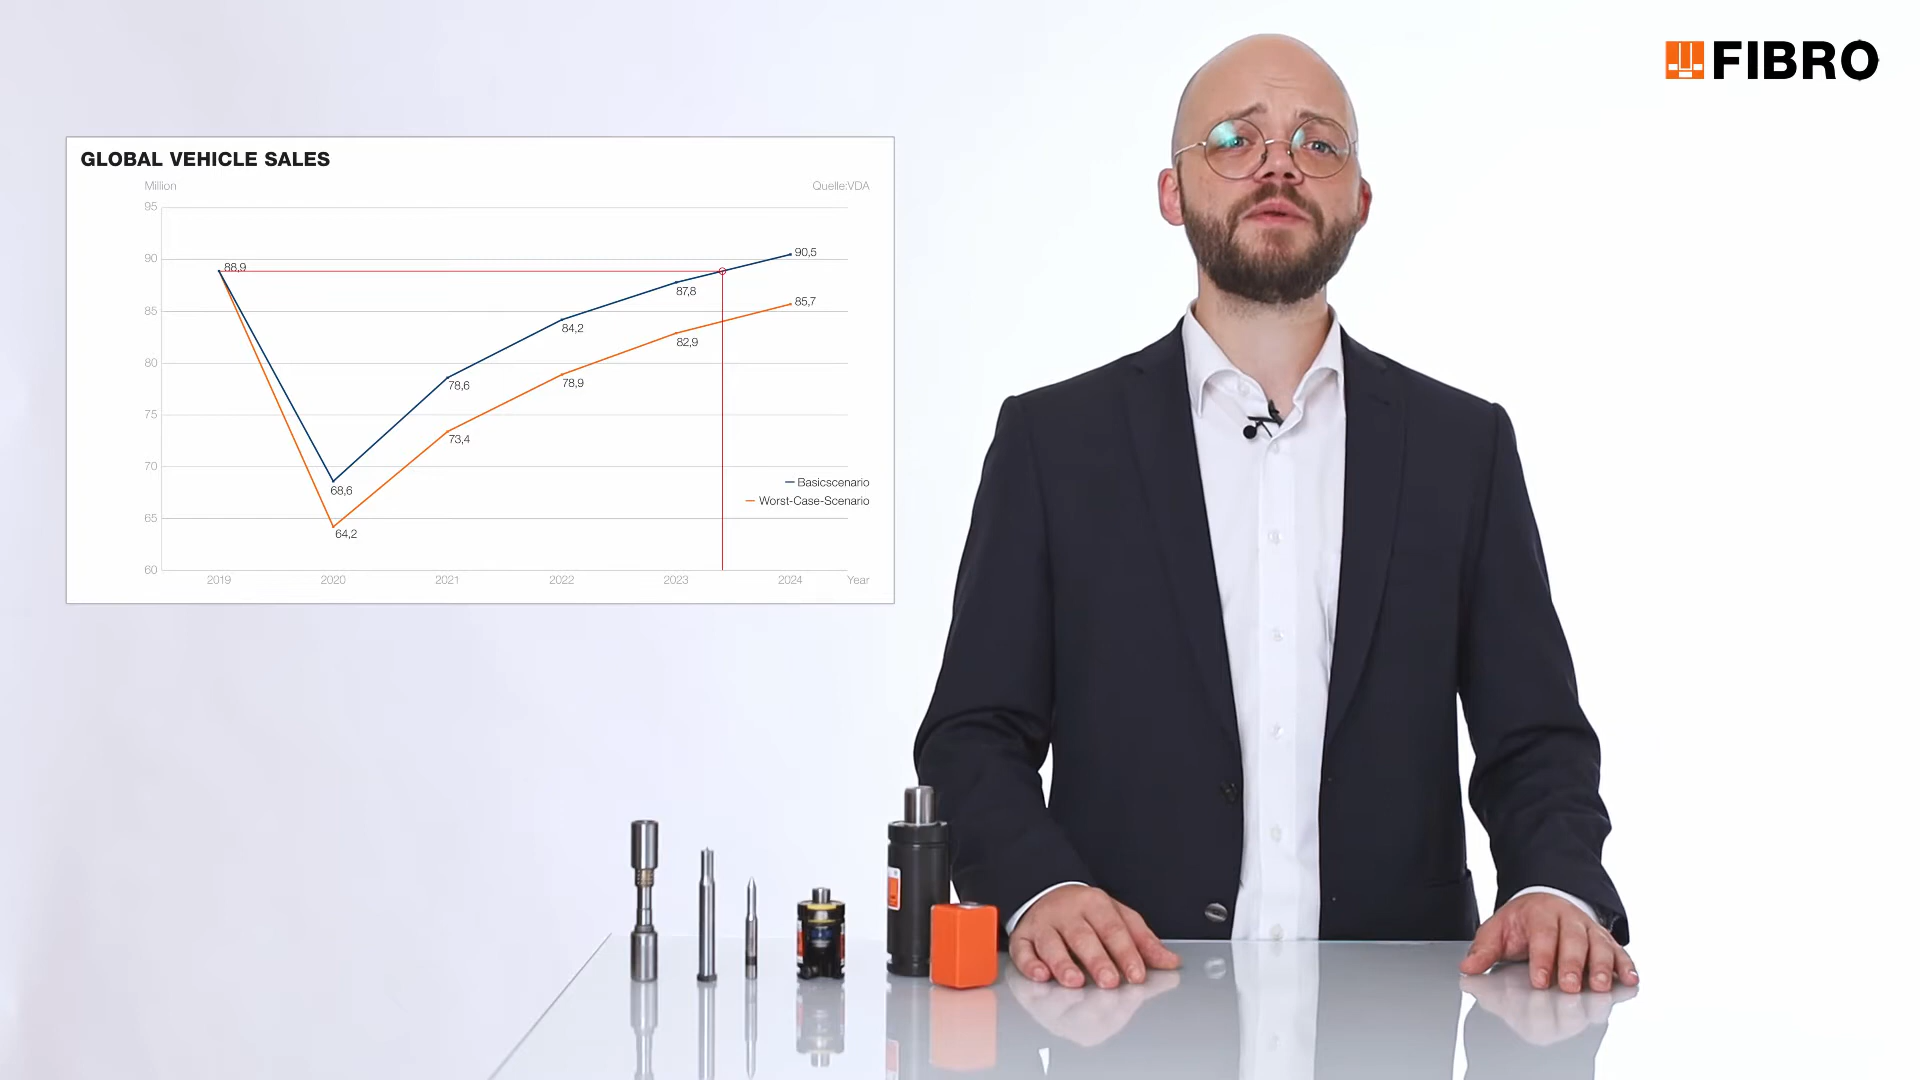 FIBRO
GLOBAL VEHICLE SALES
Million
Quelle:VDA
95
90
85
80
75
70
65
60
88,9
68,6
78,6
84,2
87,8
90,5
64,2
73,4
78,9
82,9
85,7
Basicscenario
Worst-Case-Scenario
2019 2020 2021 2022 2023 2024 Year